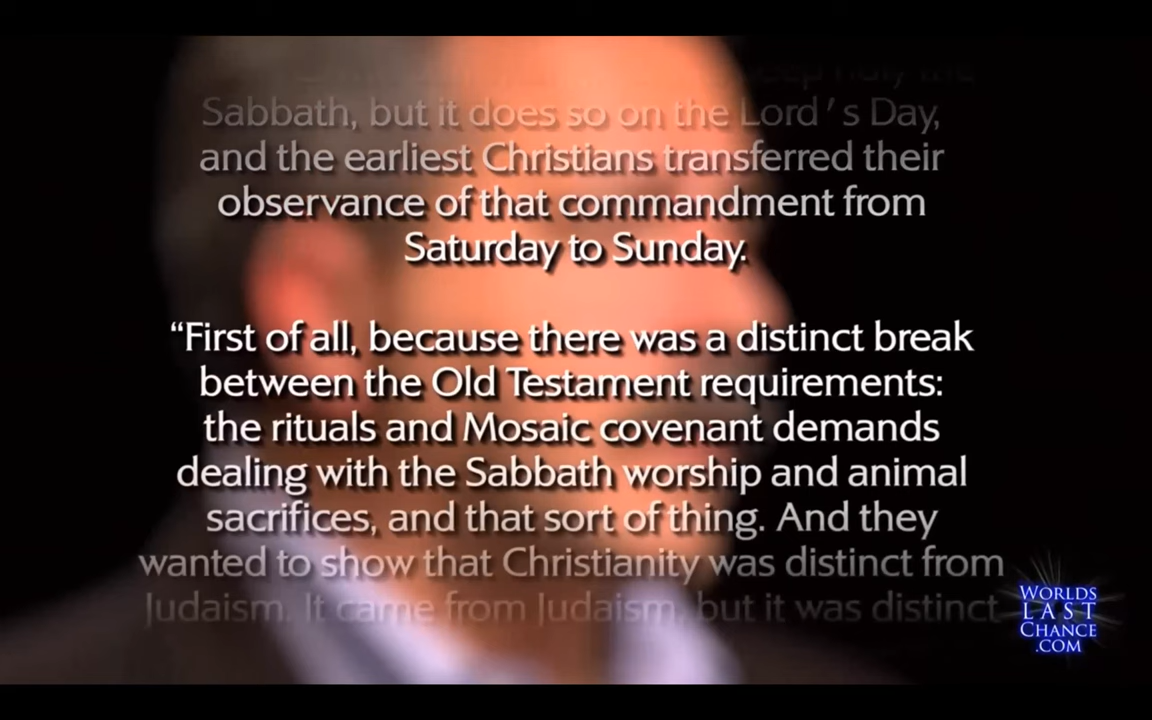 keep holy the
Sabbath, but it does so on the Lord's Day,
and the earliest Christians transferred their
observance of that commandment from
Saturday to Sunday.
“First of all, because there was a distinct break
between the Old Testament requirements:
the rituals and Mosaic covenant demands
dealing with the Sabbath worship and animal
sacrifices, and that sort of thing. And they
wanted to show that Christianity was distinct from
Judaism. It came from Judaism, but it was distinct
WORLDS
LAST
CHANCE
.COM